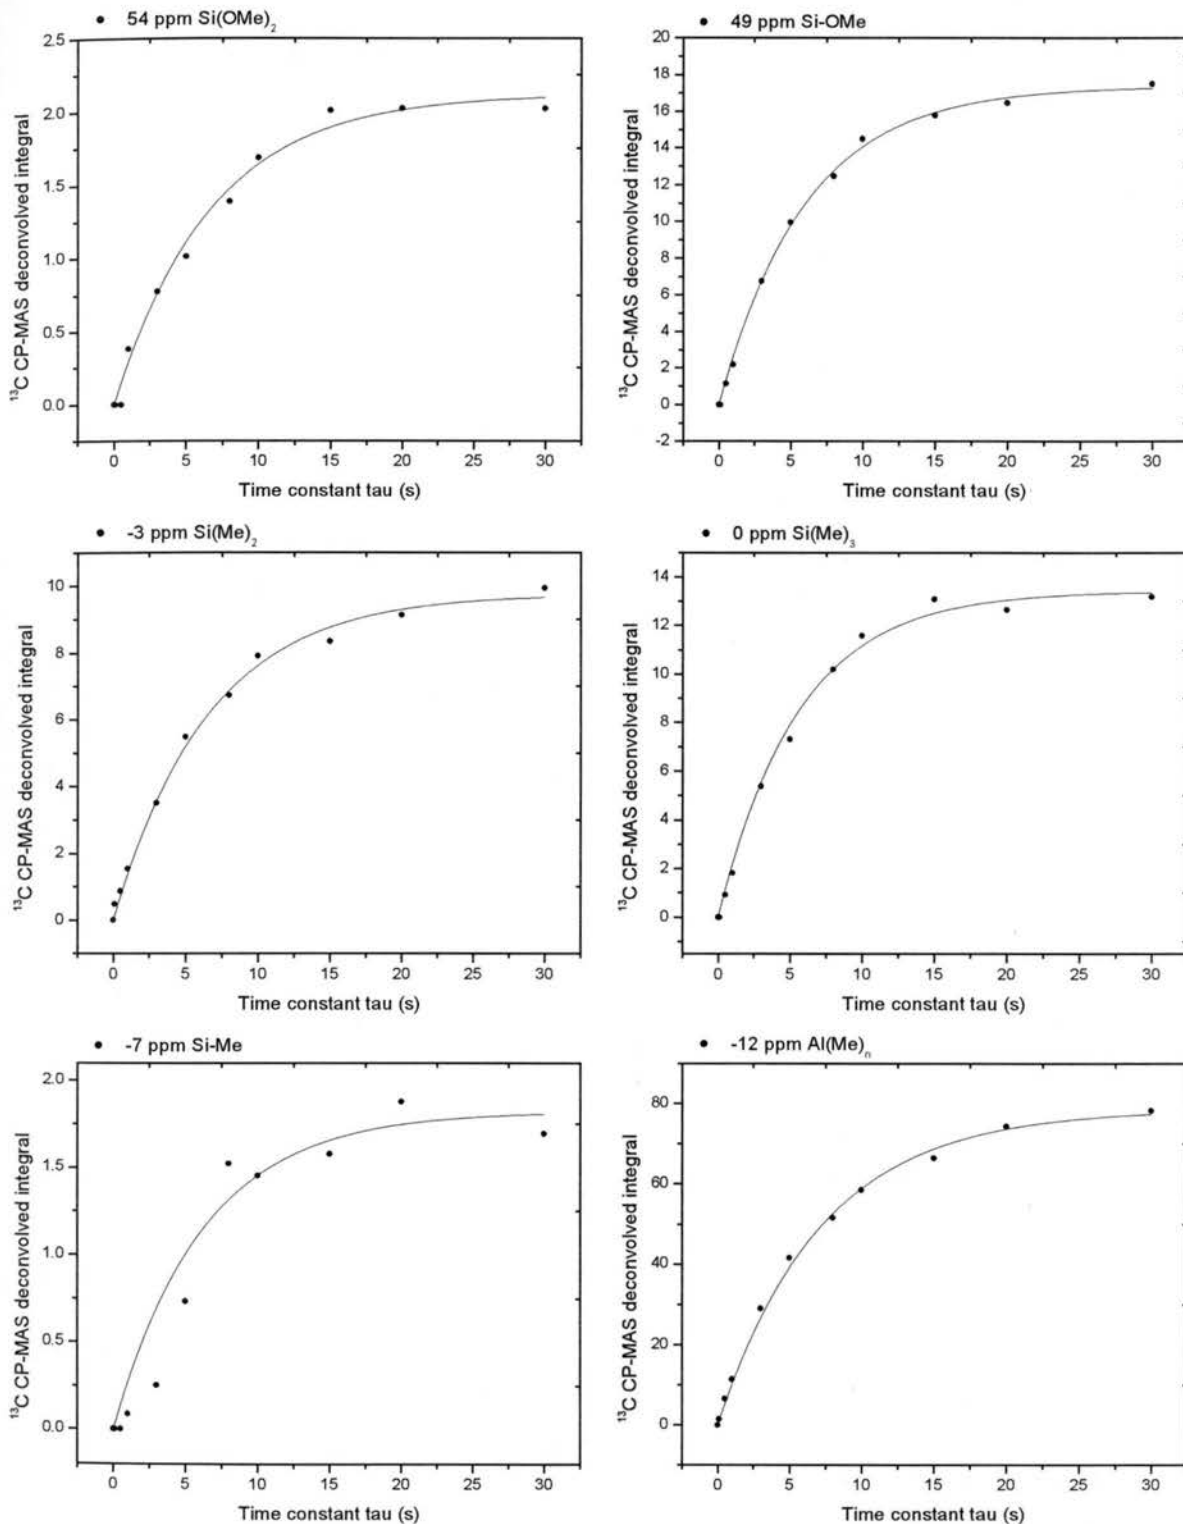 54 ppm Si(OMe)₂
2.5
2.0
1.5
1.0
0.5
0.0
¹³C CP-MAS deconvolved integral
0 5 10 15 20 25 30
Time constant tau (s)
49 ppm Si-OMe
20
18
16
14
12
10
8
6
4
2
0
-2
¹³C CP-MAS deconvolved integral
0 5 10 15 20 25 30
Time constant tau (s)
-3 ppm Si(Me)₂
10
8
6
4
2
0
¹³C CP-MAS deconvolved integral
0 5 10 15 20 25 30
Time constant tau (s)
0 ppm Si(Me)₃
14
12
10
8
6
4
2
0
¹³C CP-MAS deconvolved integral
0 5 10 15 20 25 30
Time constant tau (s)
-7 ppm Si-Me
2.0
1.5
1.0
0.5
0.0
¹³C CP-MAS deconvolved integral
0 5 10 15 20 25 30
Time constant tau (s)
-12 ppm Al(Me)ₙ
80
60
40
20
0
¹³C CP-MAS deconvolved integral
0 5 10 15 20 25 30
Time constant tau (s)